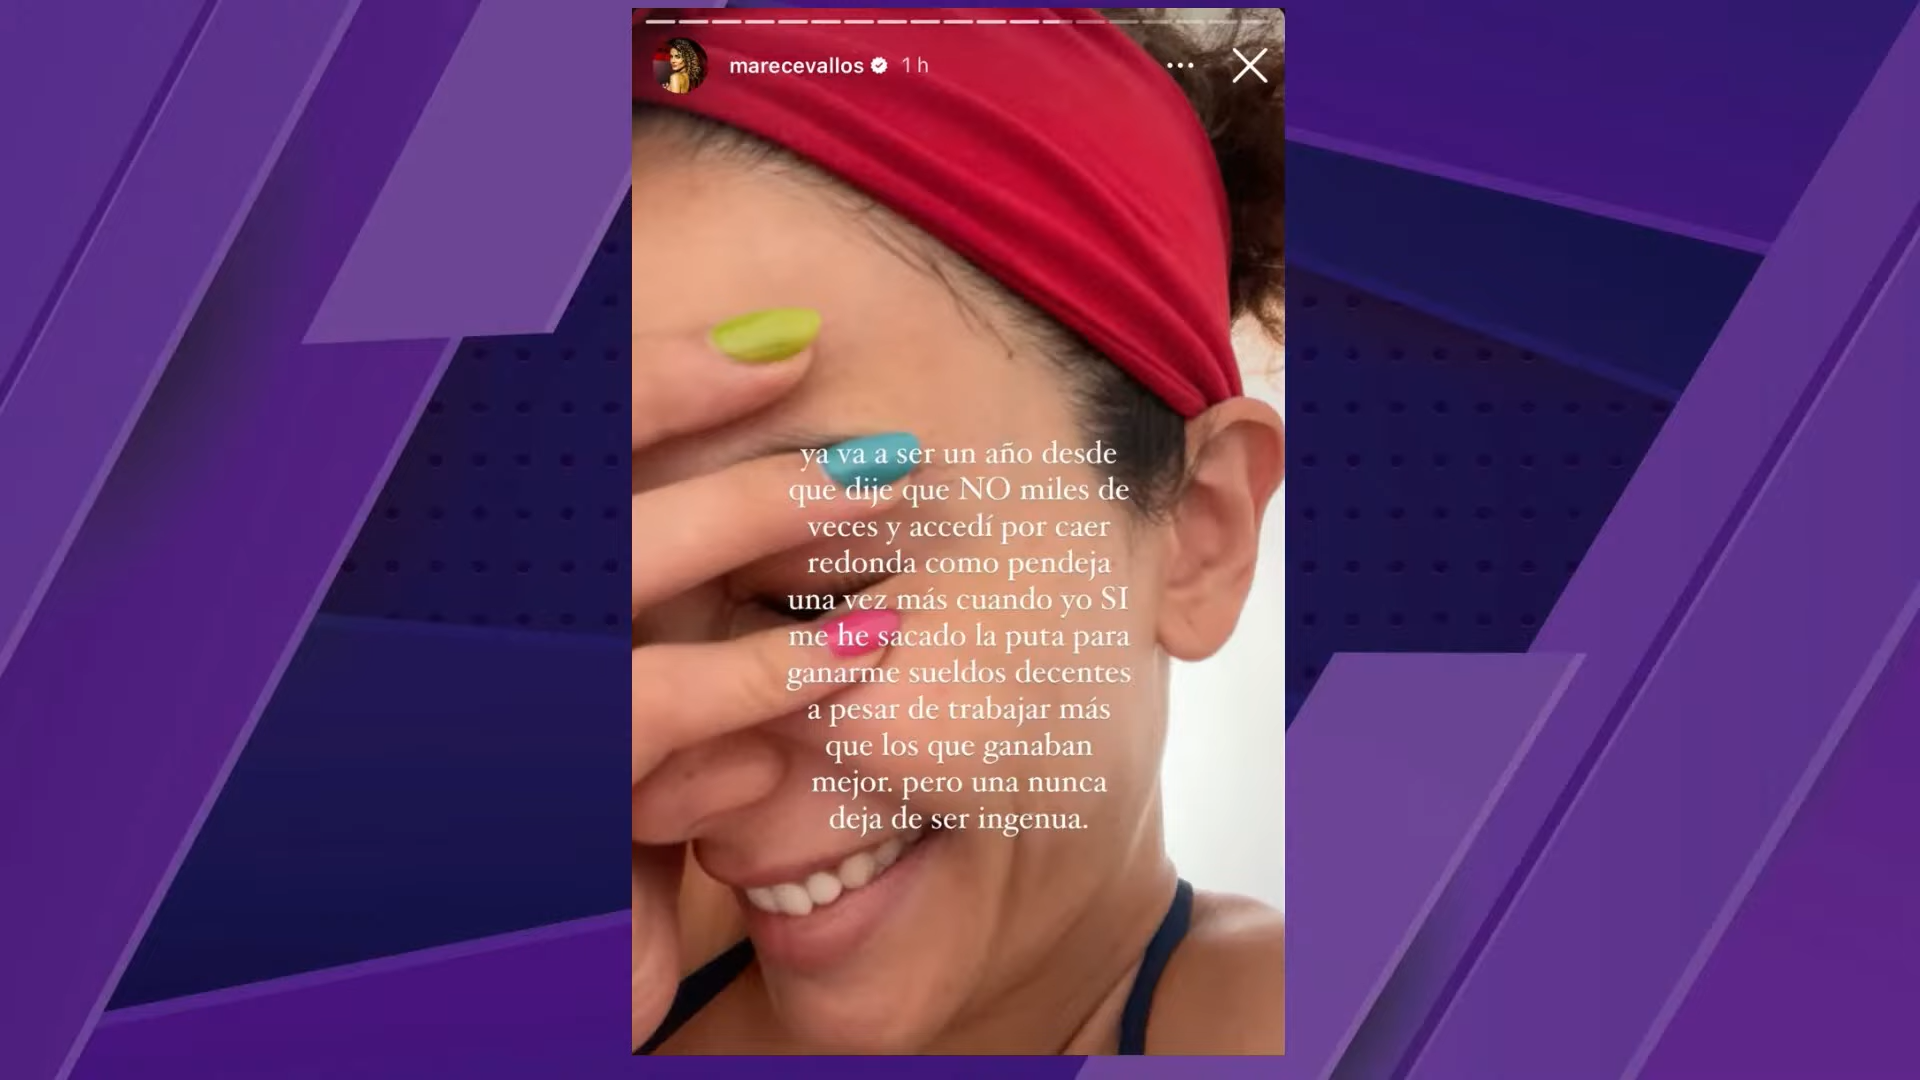 marecevallos 1 h
ya va a ser un año desde
que dije que NO miles de
veces y accedí por caer
redonda como pendeja
una vez más cuando yo SI
me he sacado la puta para
ganarme sueldos decentes
a pesar de trabajar más
que los que ganaban
mejor. pero una nunca
deja de ser ingenua.